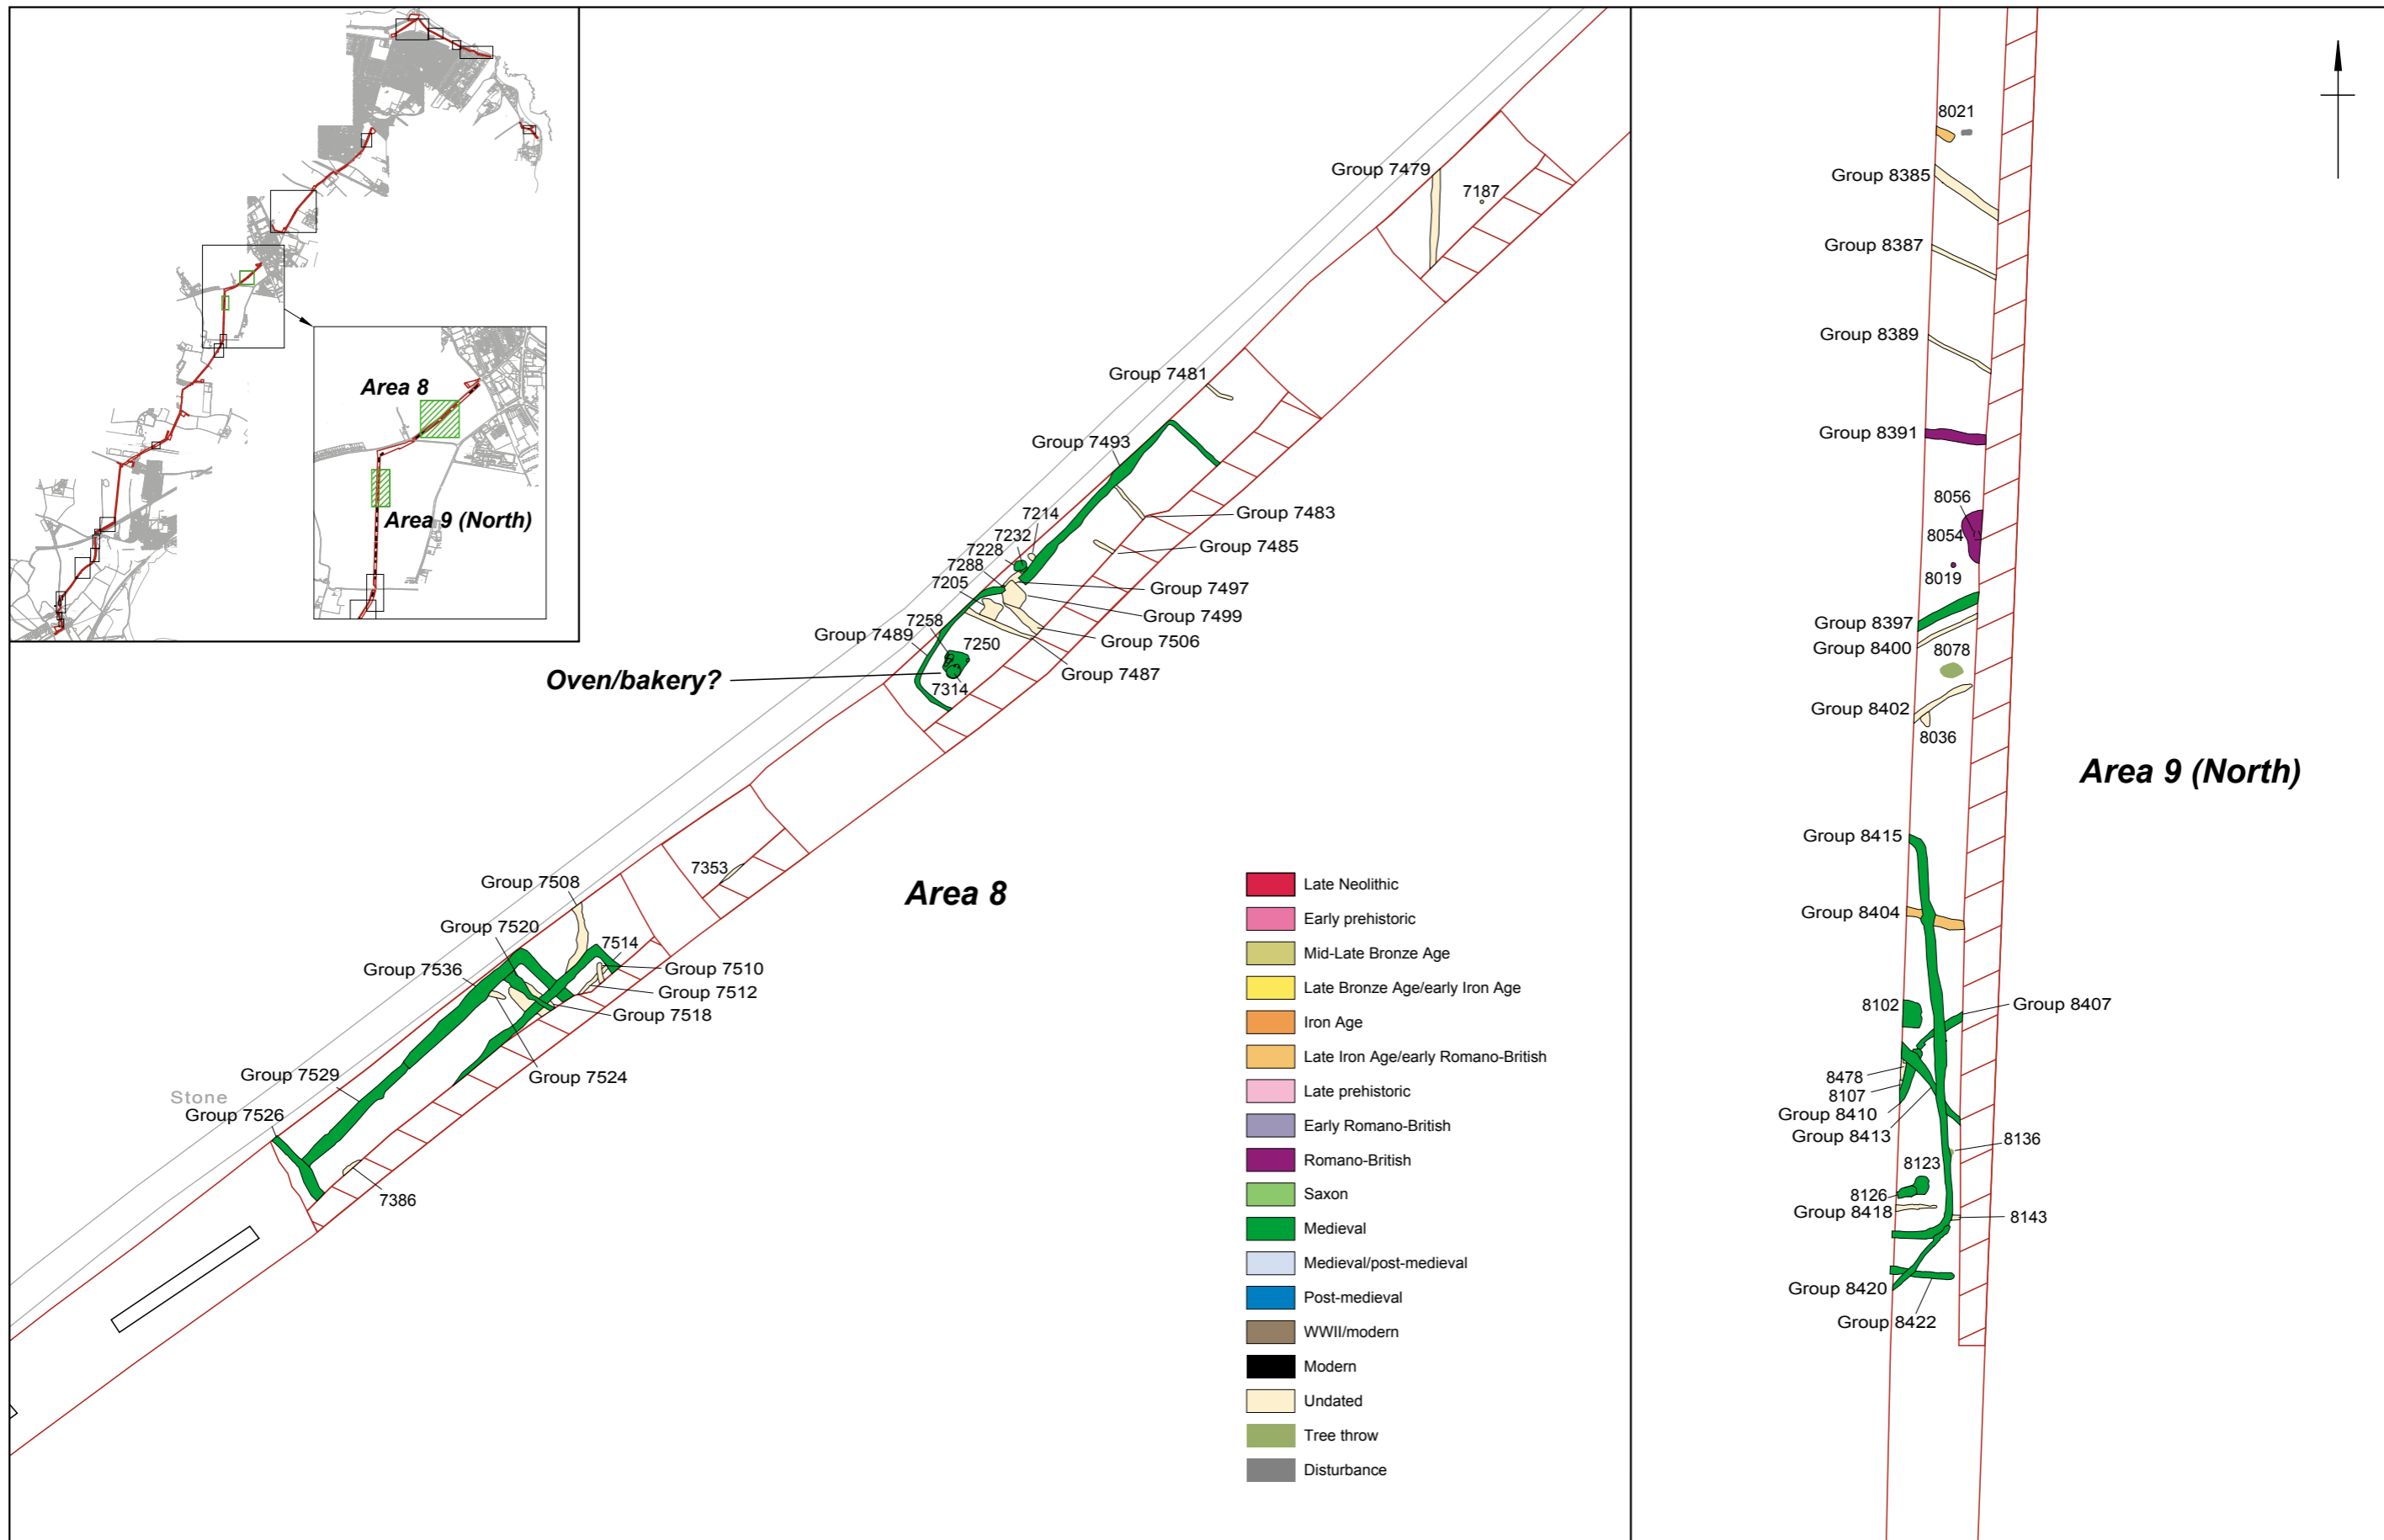 Area 8
Area 9 (North)
Group 7479
7187
Group 7481
Group 7493
7214
7232
7228
7288
7205
Group 7483
Group 7485
Group 7497
Group 7499
Group 7506
Group 7487
7258
Group 7489
7250
7314
Oven/bakery?
7353
Area 8
Group 7508
Group 7520
7514
Group 7536
Group 7510
Group 7512
Group 7518
Group 7524
Group 7529
Stone
Group 7526
7386
Late Neolithic
Early prehistoric
Mid-Late Bronze Age
Late Bronze Age/early Iron Age
Iron Age
Late Iron Age/early Romano-British
Late prehistoric
Early Romano-British
Romano-British
Saxon
Medieval
Medieval/post-medieval
Post-medieval
WWII/modern
Modern
Undated
Tree throw
Disturbance
8021
Group 8385
Group 8387
Group 8389
Group 8391
8056
8054
8019
Group 8397
Group 8400
8078
Group 8402
8036
Area 9 (North)
Group 8415
Group 8404
8102
Group 8407
8478
8107
Group 8410
Group 8413
8136
8123
8126
Group 8418
8143
Group 8420
Group 8422